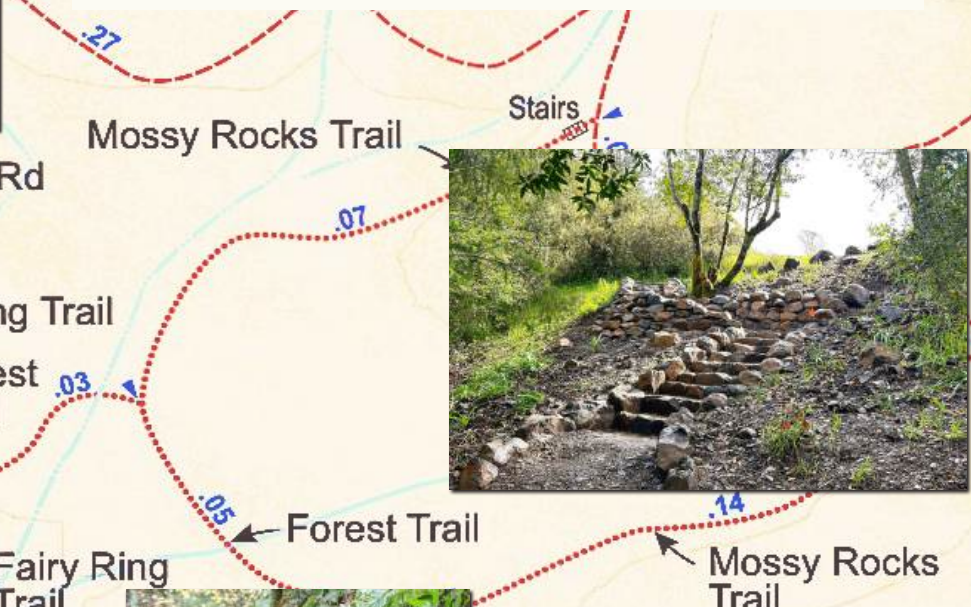 .27
Stairs
Mossy Rocks Trail
Rd
.07
ng Trail
est
.03
.05
.14
Forest Trail
Mossy Rocks
Trail
Fairy Ring
Trail